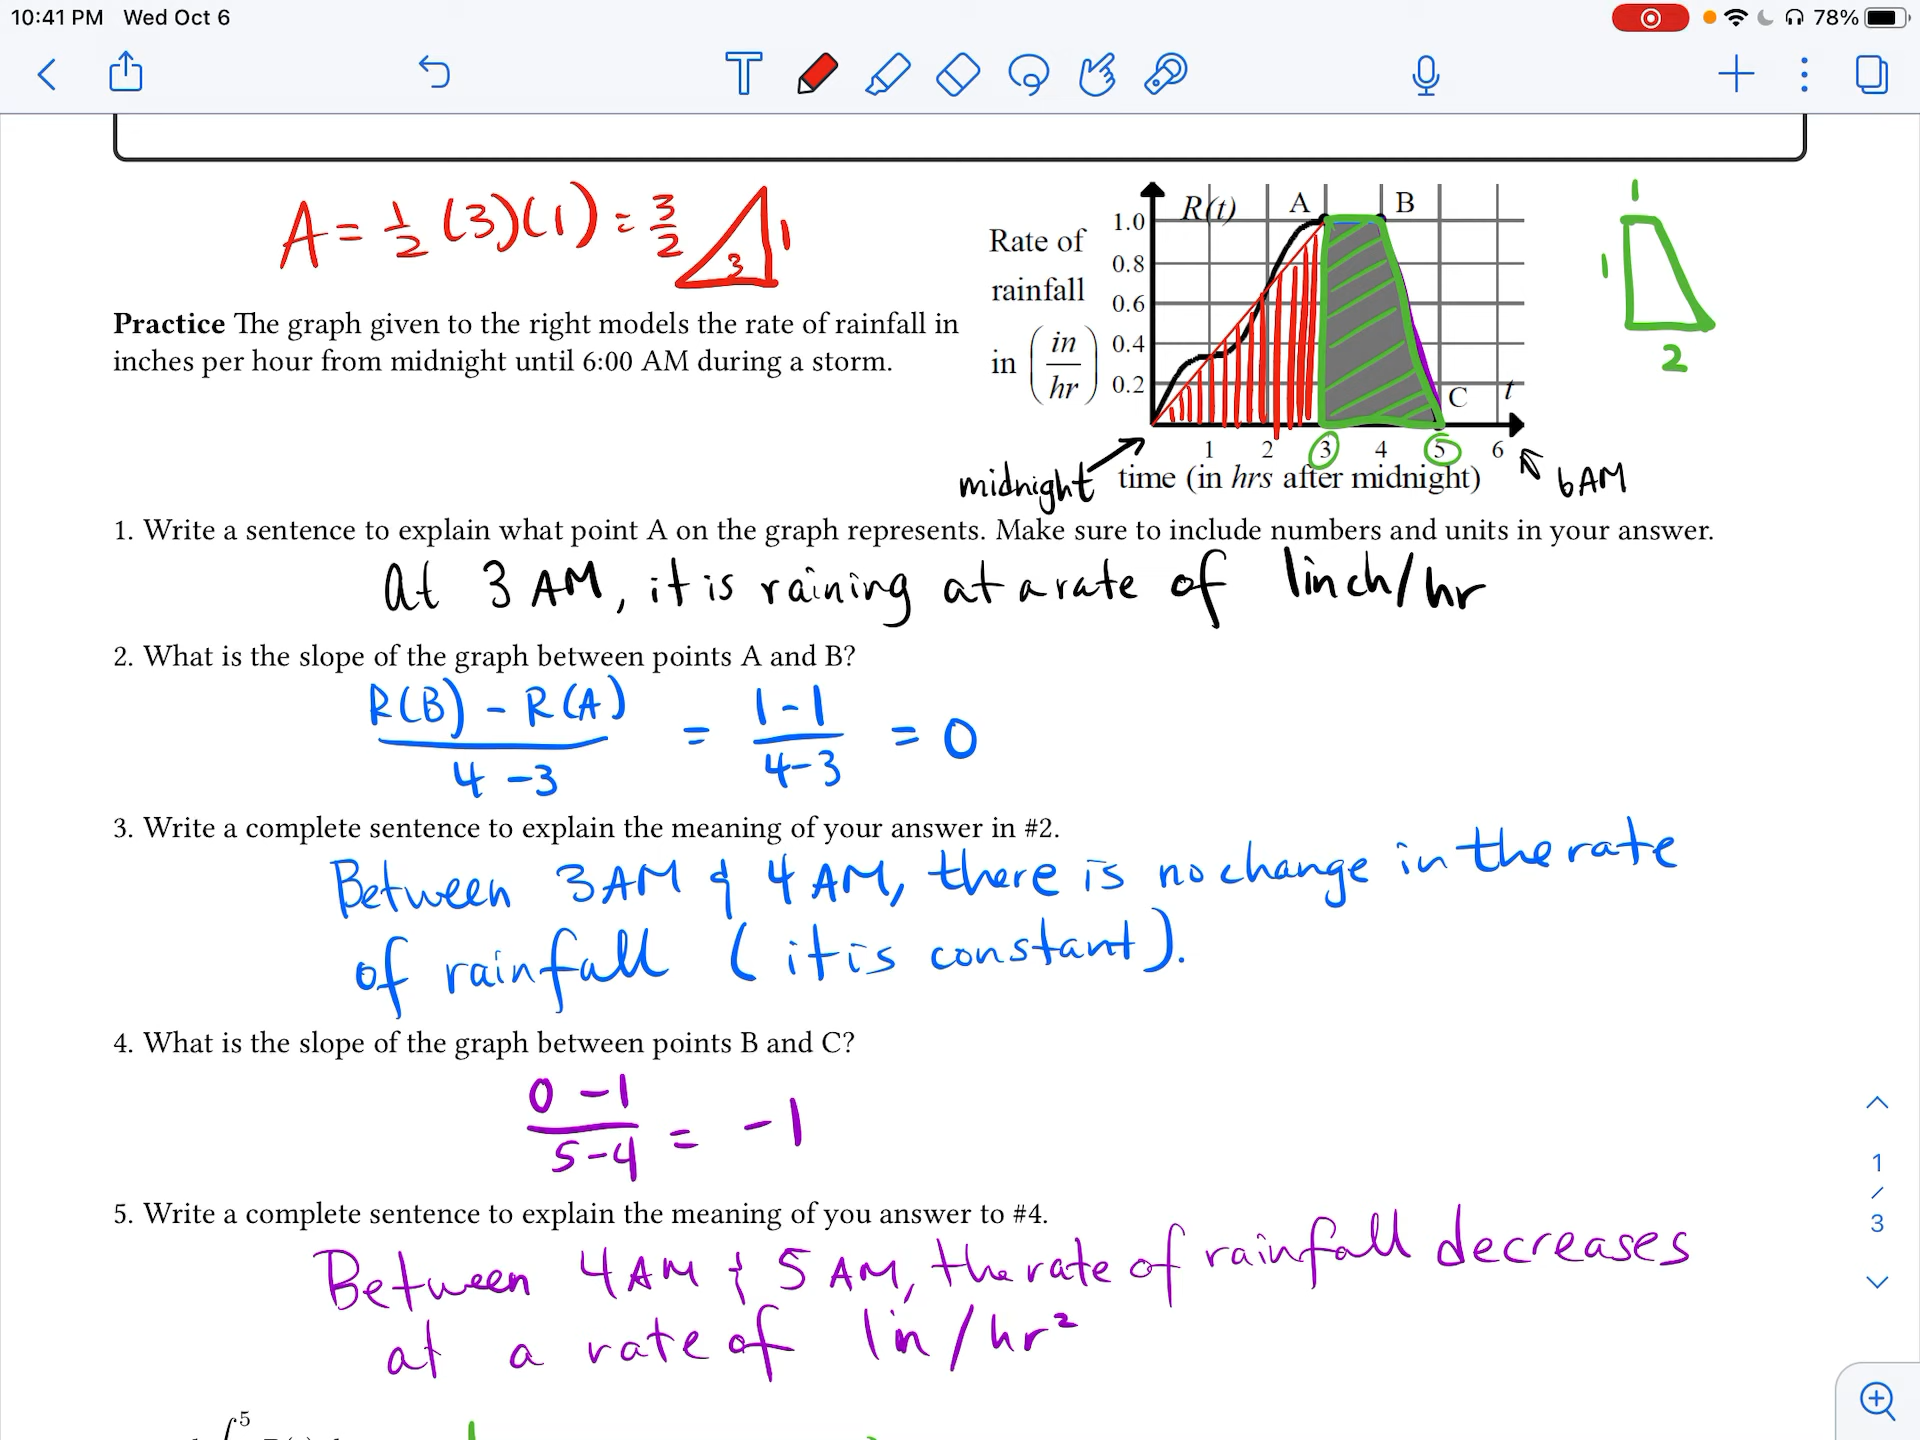 10:41 PM Wed Oct 6
78%
A = 1/2 (3)(1) = 3/2
3
1
Practice The graph given to the right models the rate of rainfall in
inches per hour from midnight until 6:00 AM during a storm.
Rate of
rainfall
in (in/hr)
R(t)
A
B
C
t
1.0
0.8
0.6
0.4
0.2
1 2 3 4 5 6
time (in hrs after midnight)
midnight
6AM
1
1
2
1. Write a sentence to explain what point A on the graph represents. Make sure to include numbers and units in your answer.
At 3 AM, it is raining at a rate of 1inch/hr
2. What is the slope of the graph between points A and B?
R(B) - R(A) / 4 - 3 = 1 - 1 / 4 - 3 = 0
3. Write a complete sentence to explain the meaning of your answer in #2.
Between 3 AM & 4 AM, there is no change in the rate
of rainfall (it is constant).
4. What is the slope of the graph between points B and C?
0 - 1 / 5 - 4 = -1
5. Write a complete sentence to explain the meaning of you answer to #4.
Between 4 AM & 5 AM, the rate of rainfall decreases
at a rate of 1in/hr²
1
/
3
∫5